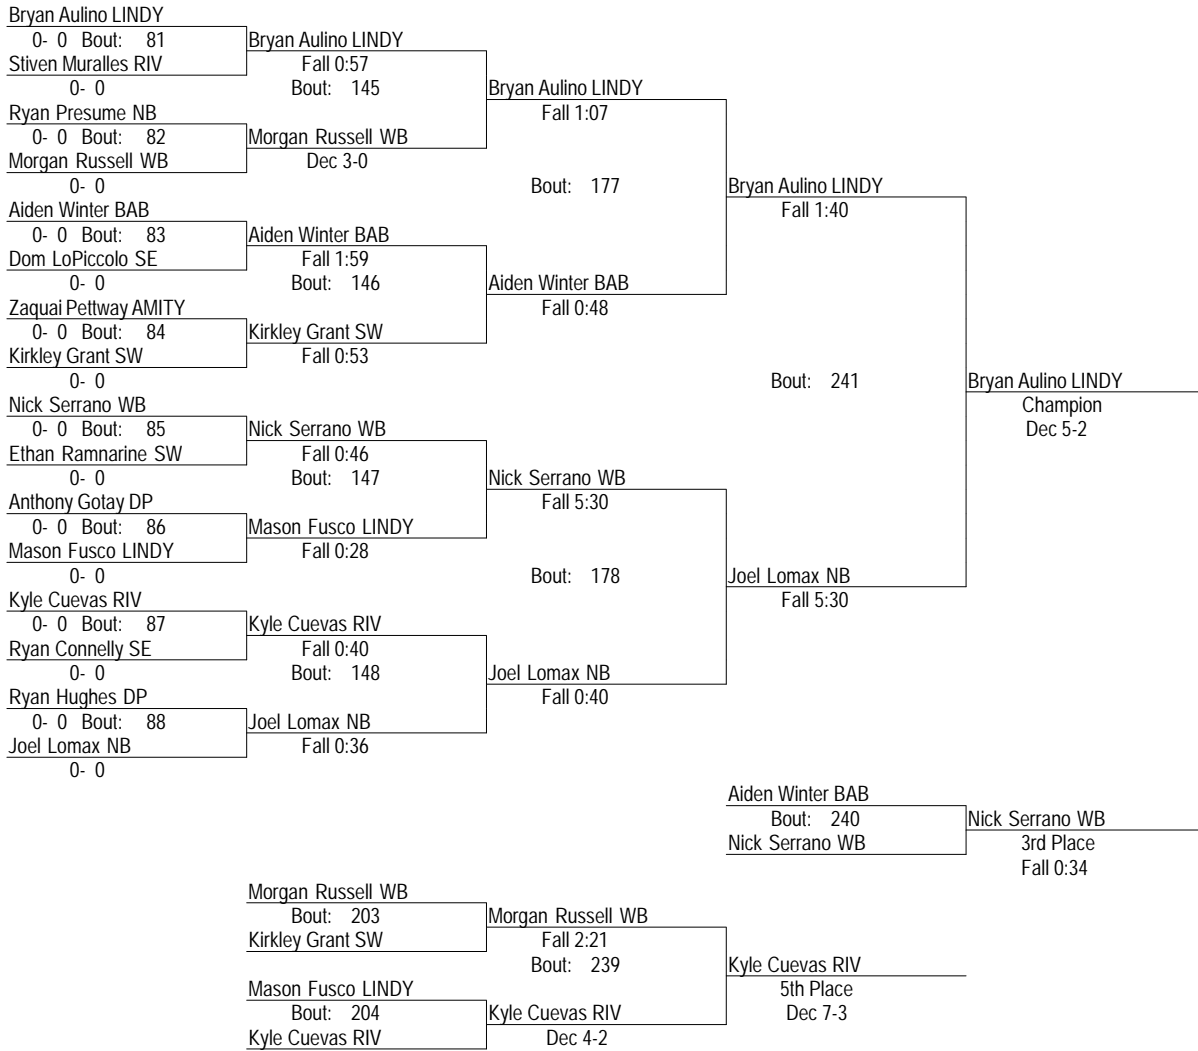 Bryan Aulino LINDY
0- 0 Bout: 81
Stiven Muralles RIV
0- 0
Ryan Presume NB
0- 0 Bout: 82
Morgan Russell WB
0- 0
Aiden Winter BAB
0- 0 Bout: 83
Dom LoPiccolo SE
0- 0
Zaquai Pettway AMITY
0- 0 Bout: 84
Kirkley Grant SW
0- 0
Nick Serrano WB
0- 0 Bout: 85
Ethan Ramnarine SW
0- 0
Anthony Gotay DP
0- 0 Bout: 86
Mason Fusco LINDY
0- 0
Kyle Cuevas RIV
0- 0 Bout: 87
Ryan Connelly SE
0- 0
Ryan Hughes DP
0- 0 Bout: 88
Joel Lomax NB
0- 0
Bryan Aulino LINDY
Fall 0:57
Bout: 145
Morgan Russell WB
Dec 3-0
Aiden Winter BAB
Fall 1:59
Bout: 146
Kirkley Grant SW
Fall 0:53
Nick Serrano WB
Fall 0:46
Bout: 147
Mason Fusco LINDY
Fall 0:28
Kyle Cuevas RIV
Fall 0:40
Bout: 148
Joel Lomax NB
Fall 0:36
Bryan Aulino LINDY
Fall 1:07
Bout: 177
Aiden Winter BAB
Fall 0:48
Nick Serrano WB
Fall 5:30
Bout: 178
Joel Lomax NB
Fall 0:40
Bryan Aulino LINDY
Fall 1:40
Bout: 241
Joel Lomax NB
Fall 5:30
Bryan Aulino LINDY
Champion
Dec 5-2
Aiden Winter BAB
Bout: 240
Nick Serrano WB
Nick Serrano WB
3rd Place
Fall 0:34
Morgan Russell WB
Bout: 203
Kirkley Grant SW
Mason Fusco LINDY
Bout: 204
Kyle Cuevas RIV
Morgan Russell WB
Fall 2:21
Bout: 239
Kyle Cuevas RIV
Dec 4-2
Kyle Cuevas RIV
5th Place
Dec 7-3